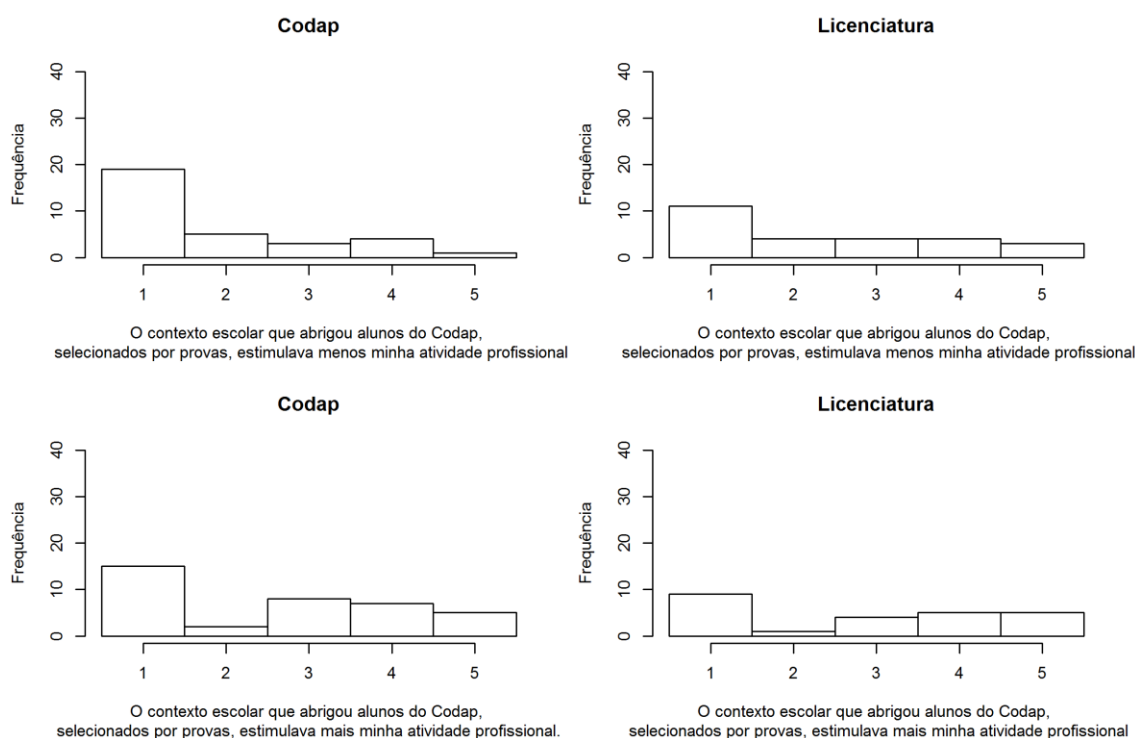 Codap
Licenciatura
40
30
20
10
0
Frequência
1 2 3 4 5
O contexto escolar que abrigou alunos do Codap,
selecionados por provas, estimulava menos minha atividade profissional
40
30
20
10
0
Frequência
1 2 3 4 5
O contexto escolar que abrigou alunos do Codap,
selecionados por provas, estimulava menos minha atividade profissional
Codap
Licenciatura
40
30
20
10
0
Frequência
1 2 3 4 5
O contexto escolar que abrigou alunos do Codap,
selecionados por provas, estimulava mais minha atividade profissional.
40
30
20
10
0
Frequência
1 2 3 4 5
O contexto escolar que abrigou alunos do Codap,
selecionados por provas, estimulava mais minha atividade profissional